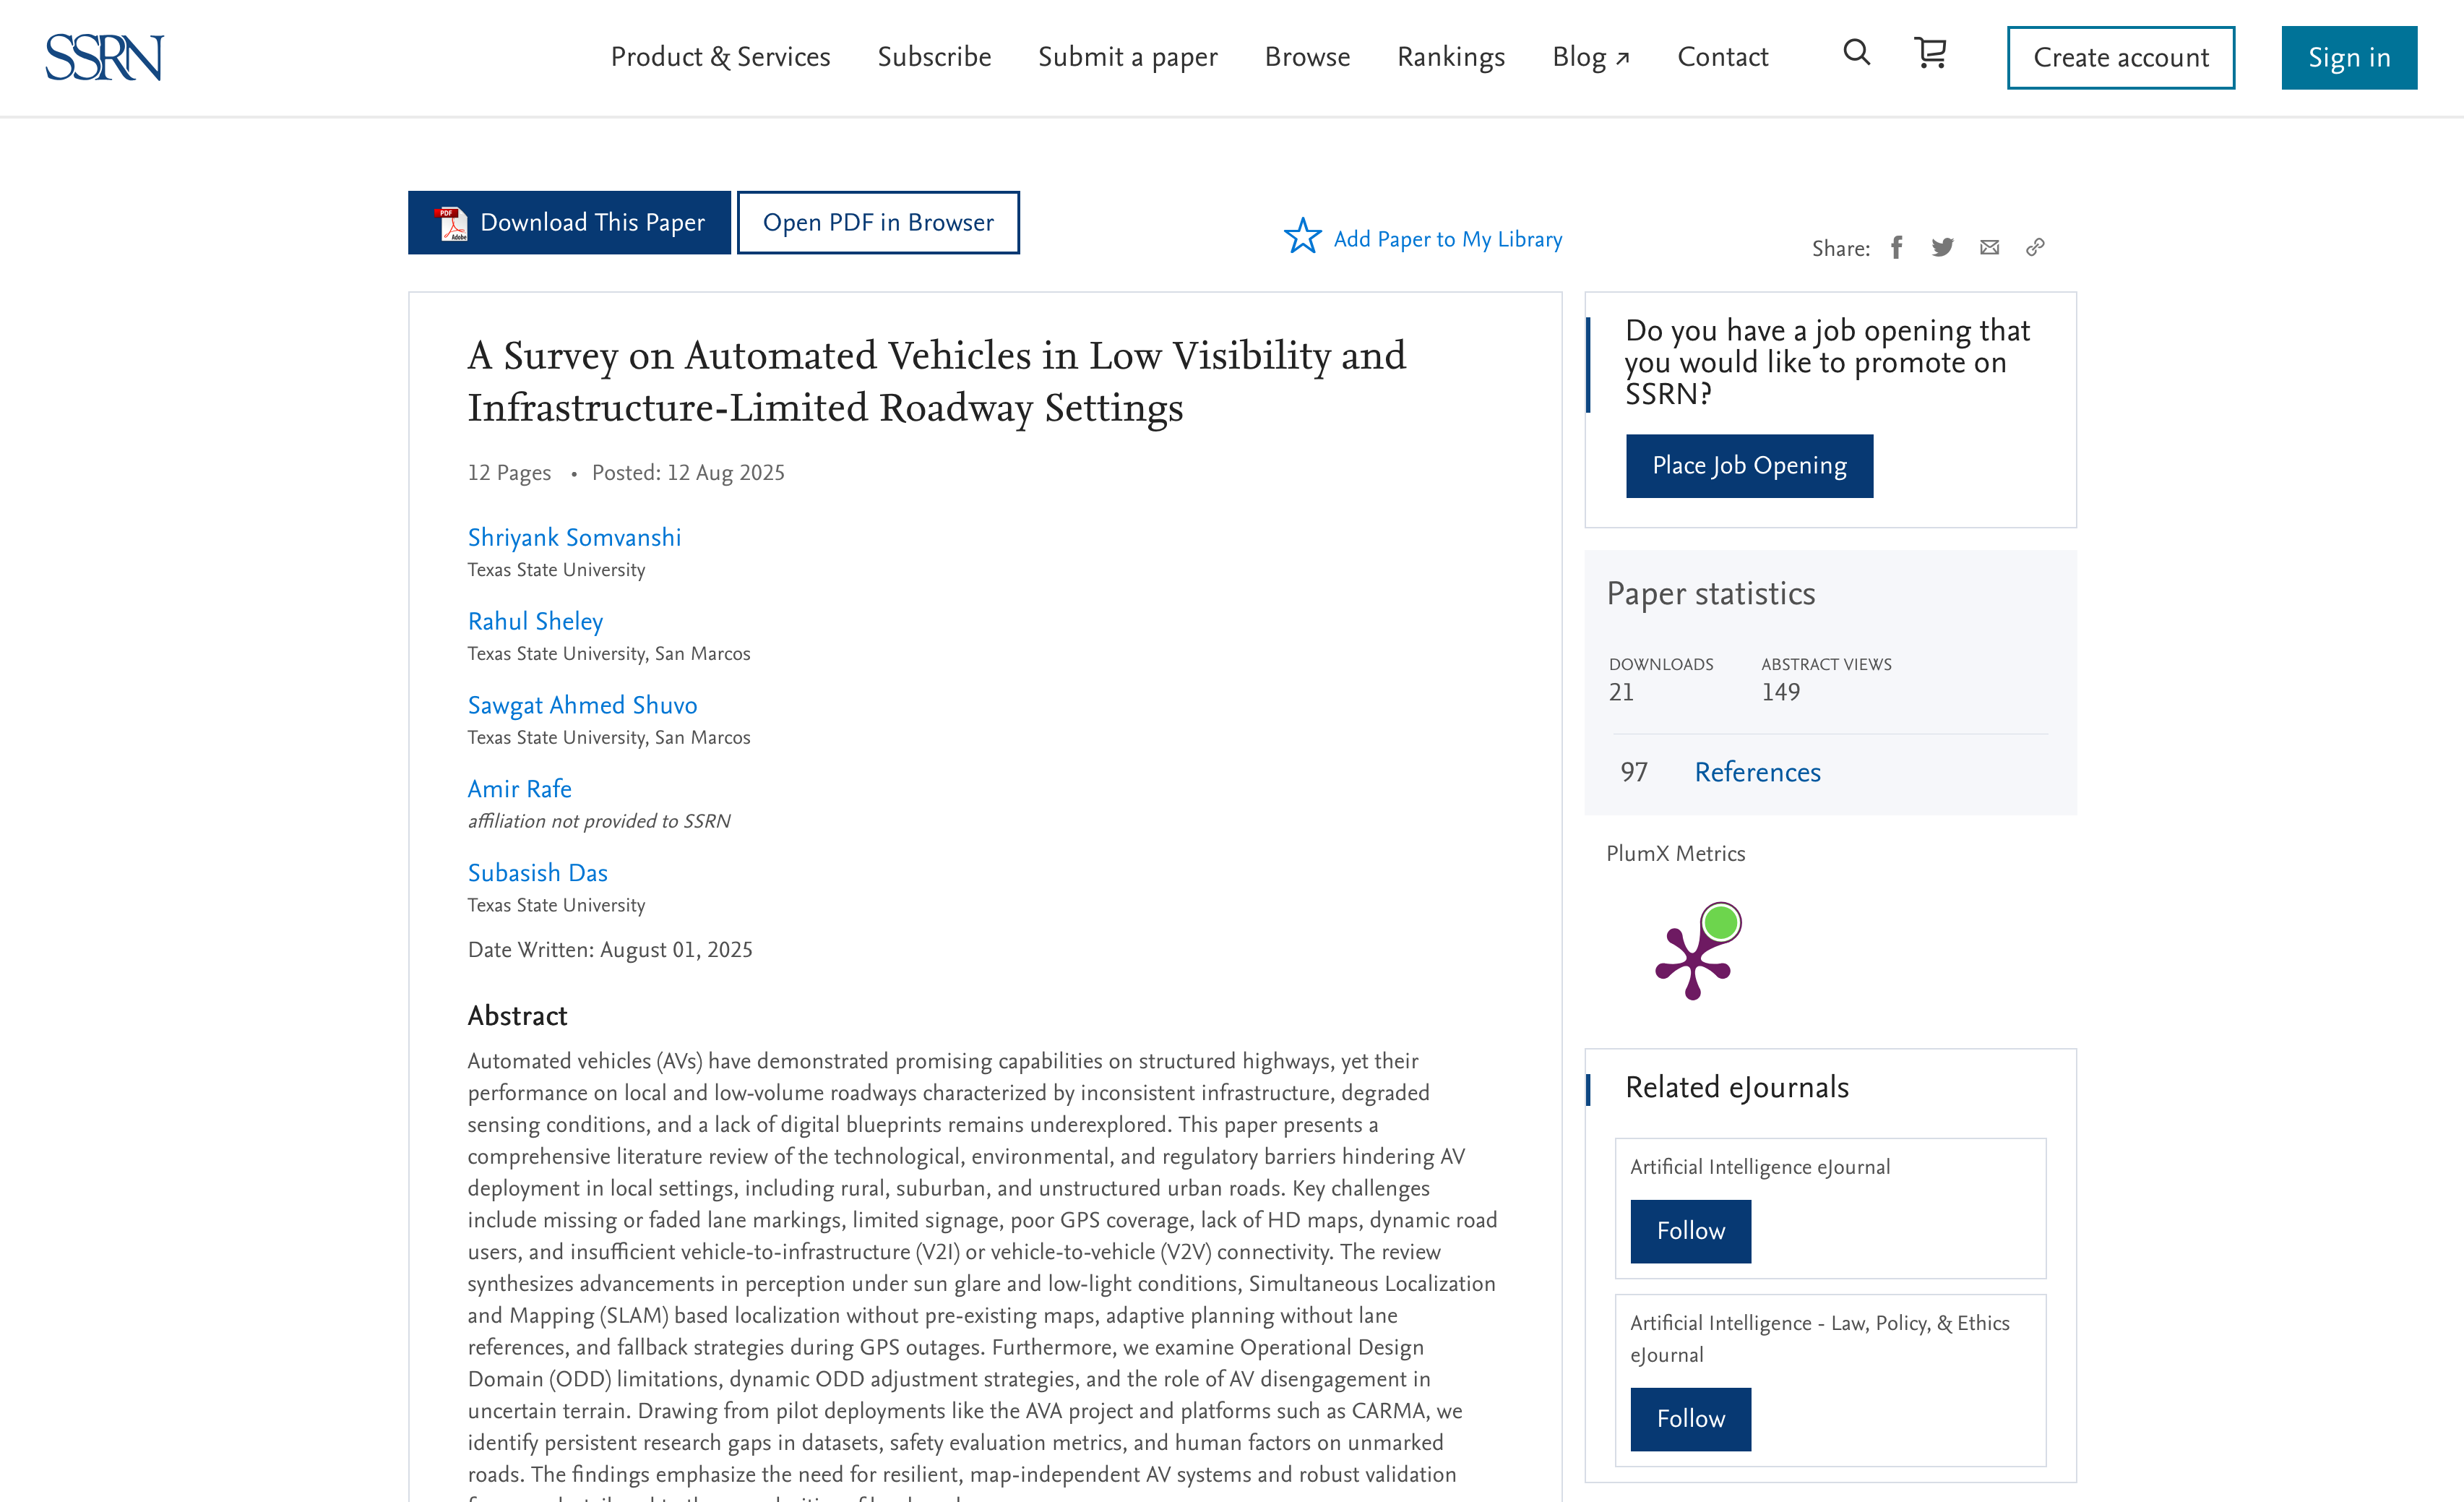 SSRN
Product & Services
Subscribe
Submit a paper
Browse
Rankings
Blog ↗
Contact
Create account
Sign in
PDF
Adobe
Download This Paper
Open PDF in Browser
Add Paper to My Library
Share:
A Survey on Automated Vehicles in Low Visibility and
Infrastructure-Limited Roadway Settings
12 Pages • Posted: 12 Aug 2025
Shriyank Somvanshi
Texas State University
Rahul Sheley
Texas State University, San Marcos
Sawgat Ahmed Shuvo
Texas State University, San Marcos
Amir Rafe
affiliation not provided to SSRN
Subasish Das
Texas State University
Date Written: August 01, 2025
Abstract
Automated vehicles (AVs) have demonstrated promising capabilities on structured highways, yet their
performance on local and low-volume roadways characterized by inconsistent infrastructure, degraded
sensing conditions, and a lack of digital blueprints remains underexplored. This paper presents a
comprehensive literature review of the technological, environmental, and regulatory barriers hindering AV
deployment in local settings, including rural, suburban, and unstructured urban roads. Key challenges
include missing or faded lane markings, limited signage, poor GPS coverage, lack of HD maps, dynamic road
users, and insufficient vehicle-to-infrastructure (V2I) or vehicle-to-vehicle (V2V) connectivity. The review
synthesizes advancements in perception under sun glare and low-light conditions, Simultaneous Localization
and Mapping (SLAM) based localization without pre-existing maps, adaptive planning without lane
references, and fallback strategies during GPS outages. Furthermore, we examine Operational Design
Domain (ODD) limitations, dynamic ODD adjustment strategies, and the role of AV disengagement in
uncertain terrain. Drawing from pilot deployments like the AVA project and platforms such as CARMA, we
identify persistent research gaps in datasets, safety evaluation metrics, and human factors on unmarked
roads. The findings emphasize the need for resilient, map-independent AV systems and robust validation
Do you have a job opening that
you would like to promote on
SSRN?
Place Job Opening
Paper statistics
DOWNLOADS
21
ABSTRACT VIEWS
149
97 References
PlumX Metrics
Related eJournals
Artificial Intelligence eJournal
Follow
Artificial Intelligence - Law, Policy, & Ethics
eJournal
Follow